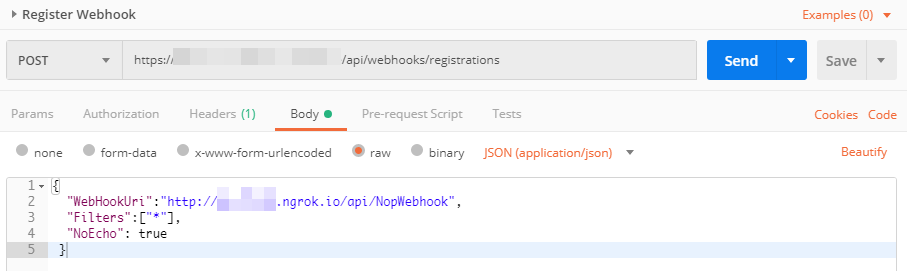 Register Webhook Examples (0)
POST https:// /api/webhooks/registrations Send Save
Params Authorization Headers (1) Body Pre-request Script Tests Cookies Code
none form-data x-www-form-urlencoded raw binary JSON (application/json) Beautify
1 {
2 "WebHookUri":"http:// .ngrok.io/api/NopWebhook",
3 "Filters":["*"],
4 "NoEcho": true
5 }